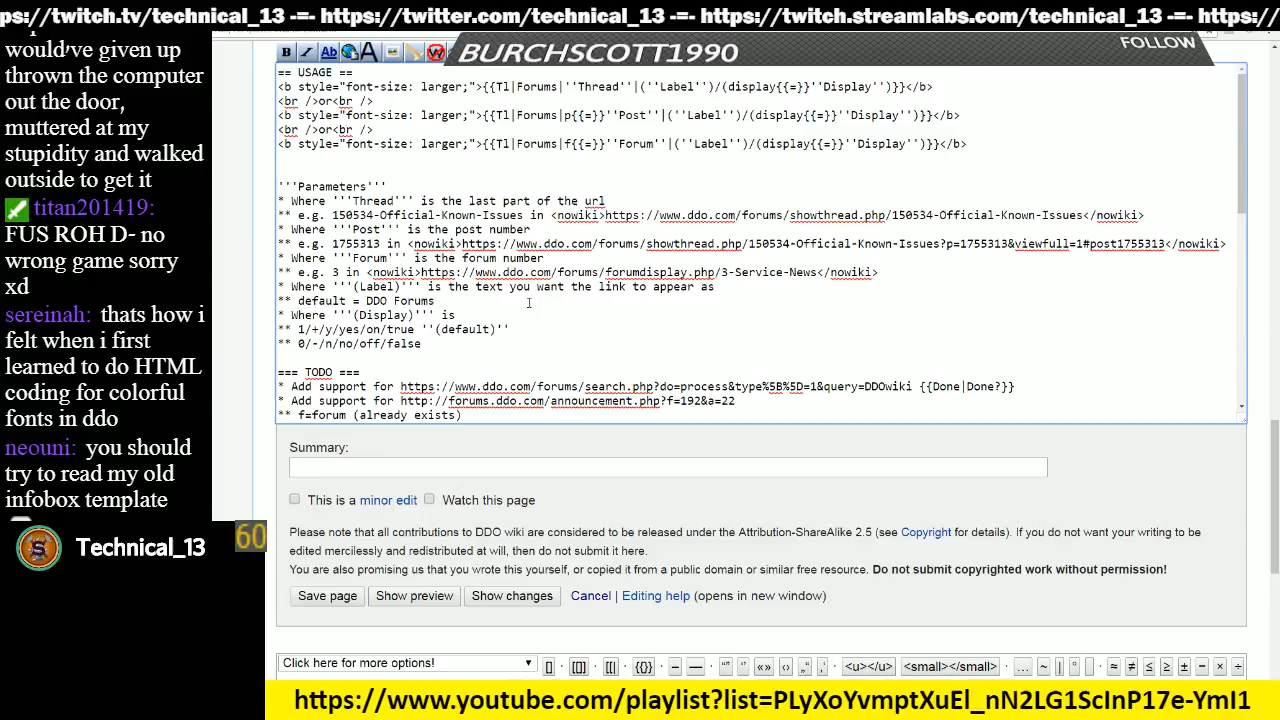 ps://twitch.tv/technical_13 -=- https://twitter.com/technical_13 -=- https://twitch.streamlabs.com/technical_13 -=- https://
would've given up
thrown the computer
out the door,
muttered at my
stupidity and walked
outside to get it
titan201419:
FUS ROH D- no
wrong game sorry
xd
sereinah: thats how i
felt when i first
learned to do HTML
coding for colorful
fonts in ddo
neouni: you should
try to read my old
infobox template
Technical_13
60
BURCHSCOTT1990
FOLLOW
B I Ab A W
== USAGE ==
<b style="font-size: larger;">{{Tl|Forums|''Thread''|(''Label'')/(display{{=}}''Display'')}}</b>
<br />or<br />
<b style="font-size: larger;">{{Tl|Forums|p{{=}}''Post''|(''Label'')/(display{{=}}''Display'')}}</b>
<br />or<br />
<b style="font-size: larger;">{{Tl|Forums|f{{=}}''Forum''|(''Label'')/(display{{=}}''Display'')}}</b>
'''Parameters'''
* Where '''Thread''' is the last part of the url
** e.g. 150534-Official-Known-Issues in <nowiki>https://www.ddo.com/forums/showthread.php/150534-Official-Known-Issues</nowiki>
* Where '''Post''' is the post number
** e.g. 1755313 in <nowiki>https://www.ddo.com/forums/showthread.php/150534-Official-Known-Issues?p=1755313&viewfull=1#post1755313</nowiki>
* Where '''Forum''' is the forum number
** e.g. 3 in <nowiki>https://www.ddo.com/forums/forumdisplay.php/3-Service-News</nowiki>
* Where '''(Label)''' is the text you want the link to appear as
** default = DDO Forums
* Where '''(Display)''' is
** 1/+/y/yes/on/true ''(default)''
** 0/-/n/no/off/false
=== TODO ===
* Add support for https://www.ddo.com/forums/search.php?do=process&type%5B%5D=1&query=DDOwiki {{Done|Done?}}
* Add support for http://forums.ddo.com/announcement.php?f=192&a=22
** f=forum (already exists)
Summary:
This is a minor edit Watch this page
Please note that all contributions to DDO wiki are considered to be released under the Attribution-ShareAlike 2.5 (see Copyright for details). If you do not want your writing to be
edited mercilessly and redistributed at will, then do not submit it here.
You are also promising us that you wrote this yourself, or copied it from a public domain or similar free resource. Do not submit copyrighted work without permission!
Save page Show preview Show changes Cancel | Editing help (opens in new window)
Click here for more options! [] · [[]] · [[| · {{}} · – — · “” ‘’ «» ‹› „“ ‚‘ · <u></u> · <small></small> · … ~ | ° · ≈ ≠ ≤ ≥ ± − × ÷
https://www.youtube.com/playlist?list=PLyXoYvmptXuEl_nN2LG1ScInP17e-YmI1